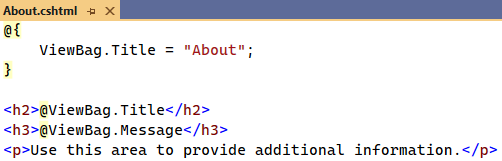 About.cshtml
@{
    ViewBag.Title = "About";
}
<h2>@ViewBag.Title</h2>
<h3>@ViewBag.Message</h3>
<p>Use this area to provide additional information.</p>